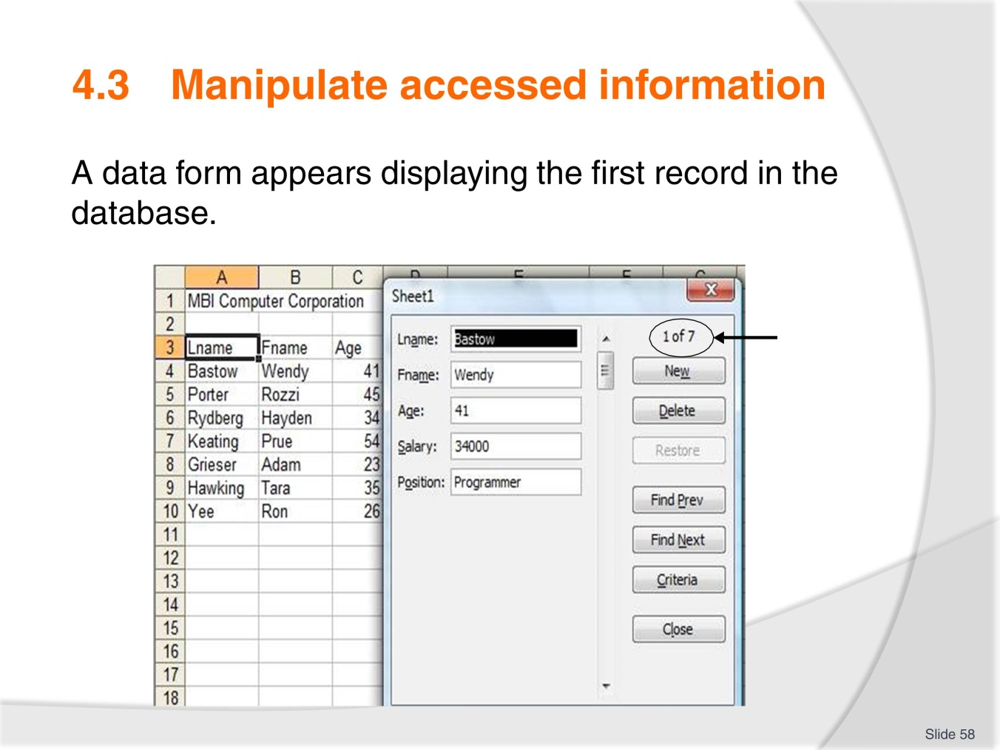 4.3 Manipulate accessed information
A data form appears displaying the first record in the
database.
A B C
1 MBI Computer Corporation
2
3 Lname Fname Age
4 Bastow Wendy 41
5 Porter Rozzi 45
6 Rydberg Hayden 34
7 Keating Prue 54
8 Grieser Adam 23
9 Hawking Tara 35
10 Yee Ron 26
11
12
13
14
15
16
17
18
Sheet1
Lname: Bastow
Fname: Wendy
Age: 41
Salary: 34000
Position: Programmer
1 of 7
New
Delete
Restore
Find Prev
Find Next
Criteria
Close
Slide 58